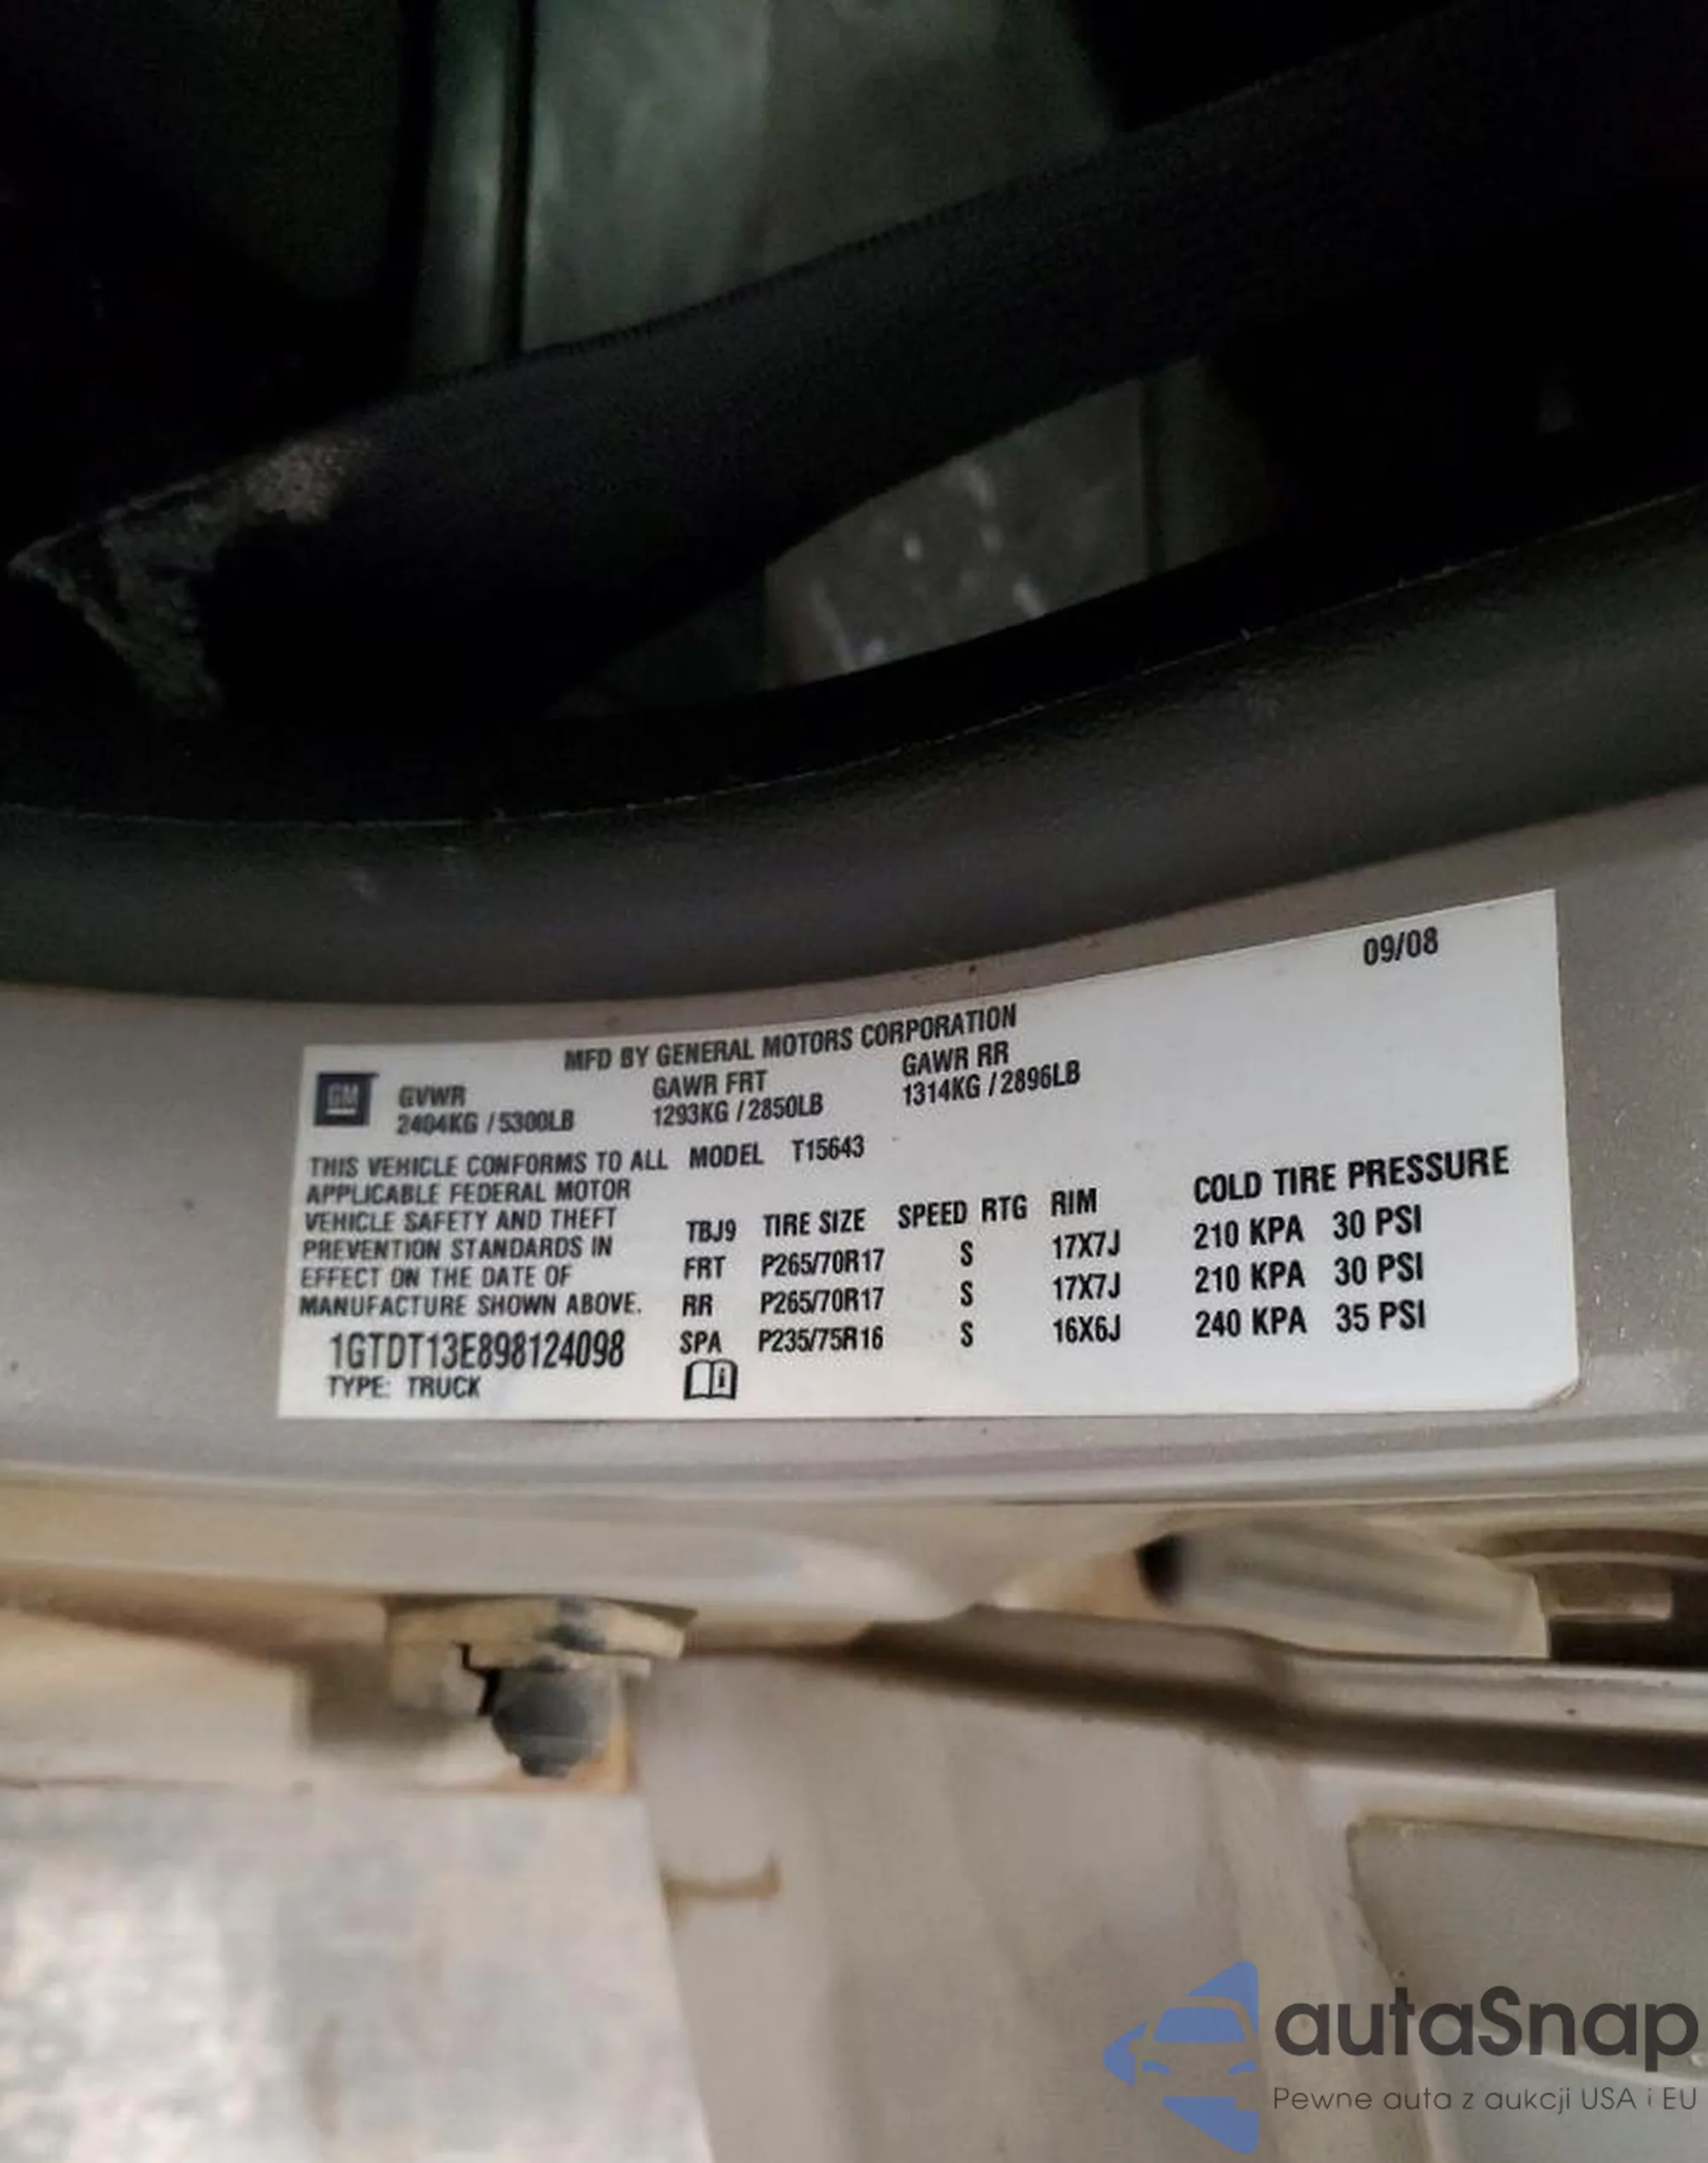 09/08
MFD BY GENERAL MOTORS CORPORATION
GM
GVWR GAWR FRT GAWR RR
2404KG / 5300LB 1293KG / 2850LB 1314KG / 2896LB
THIS VEHICLE CONFORMS TO ALL
APPLICABLE FEDERAL MOTOR
VEHICLE SAFETY AND THEFT
PREVENTION STANDARDS IN
EFFECT ON THE DATE OF
MANUFACTURE SHOWN ABOVE.
1GTDT13E898124098
TYPE: TRUCK
MODEL T15643
TBJ9 TIRE SIZE SPEED RTG RIM COLD TIRE PRESSURE
FRT P265/70R17 S 17X7J 210 KPA 30 PSI
RR P265/70R17 S 17X7J 210 KPA 30 PSI
SPA P235/75R16 S 16X6J 240 KPA 35 PSI
i
autaSnap
Pewne auta z aukcji USA i EU